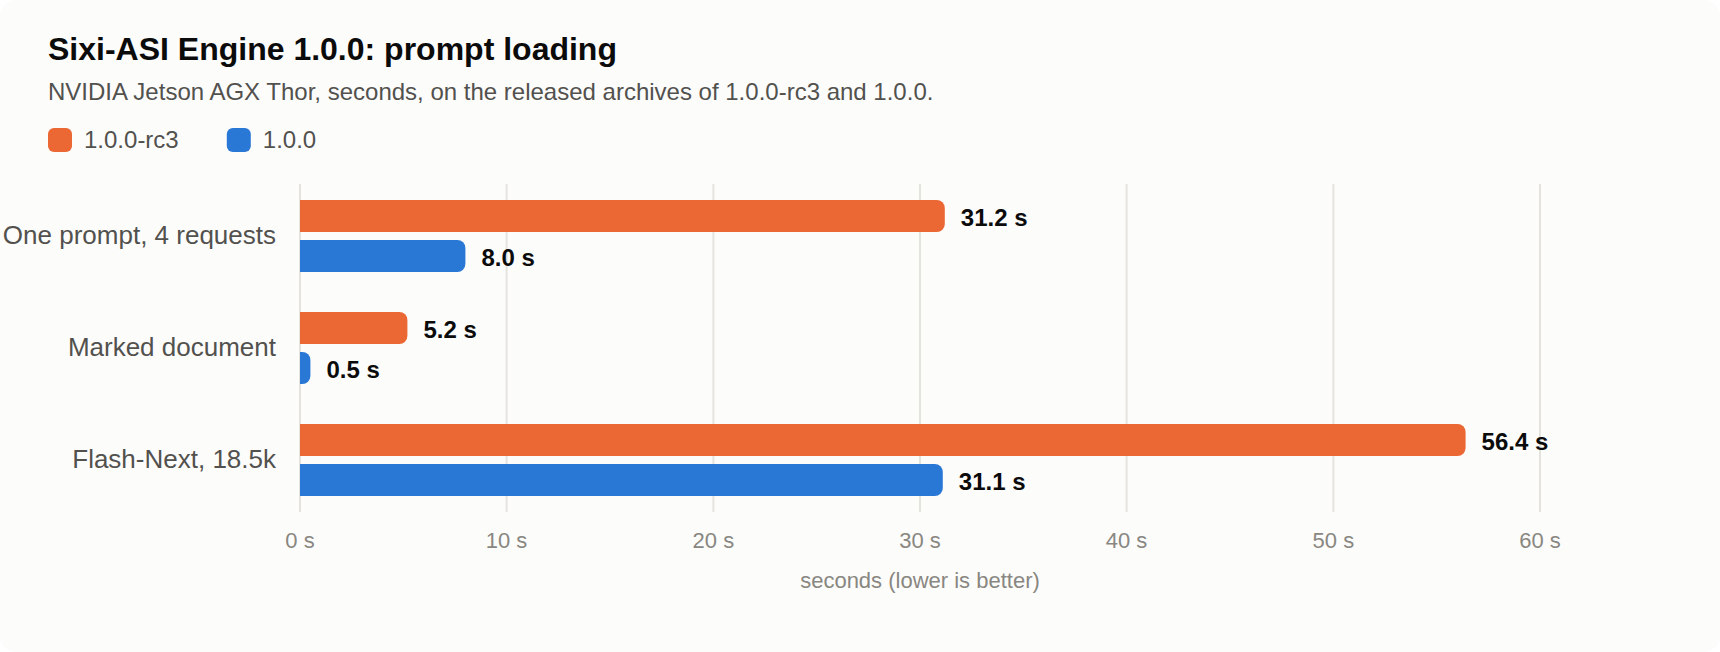 Sixi-ASI Engine 1.0.0: prompt loading
NVIDIA Jetson AGX Thor, seconds, on the released archives of 1.0.0-rc3 and 1.0.0.
1.0.0-rc3 1.0.0
One prompt, 4 requests
31.2 s
8.0 s
Marked document
5.2 s
0.5 s
Flash-Next, 18.5k
56.4 s
31.1 s
0 s 10 s 20 s 30 s 40 s 50 s 60 s
seconds (lower is better)